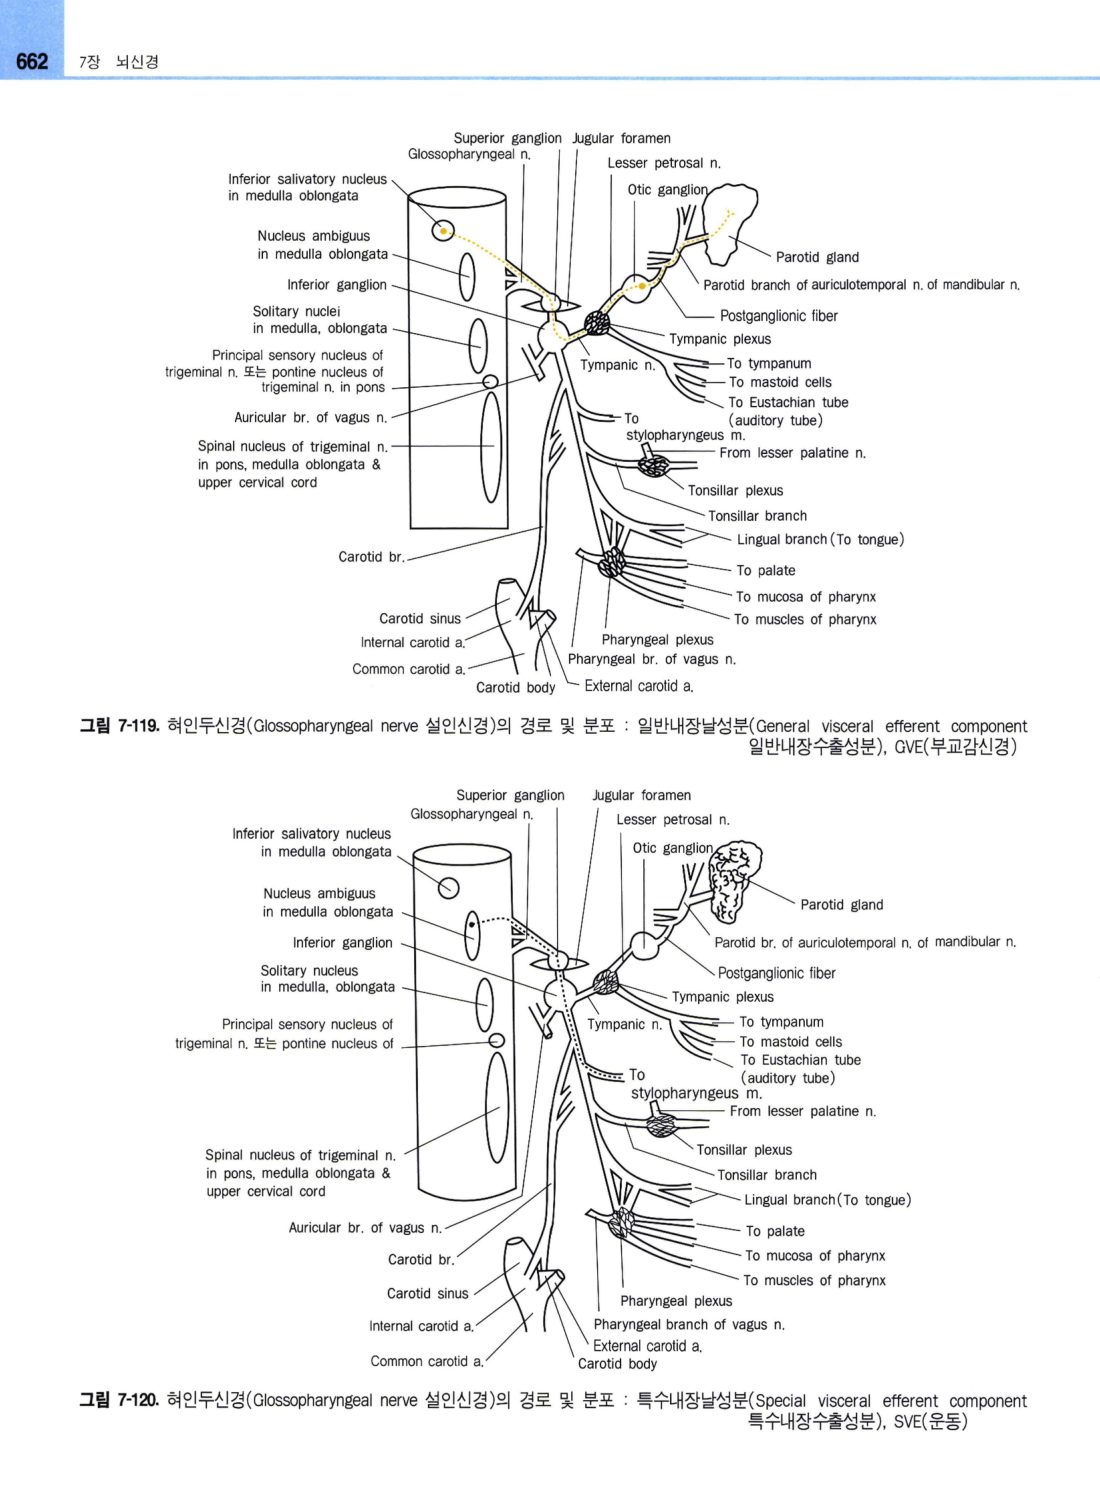 662 7장 뇌신경
Superior ganglion Jugular foramen
Glossopharyngeal n.
Lesser petrosal n.
Inferior salivatory nucleus
in medulla oblongata
Otic ganglion
Nucleus ambiguus
in medulla oblongata
Parotid gland
Inferior ganglion
Parotid branch of auriculotemporal n. of mandibular n.
Solitary nuclei
in medulla, oblongata
Postganglionic fiber
Tympanic plexus
Principal sensory nucleus of
trigeminal n. 또는 pontine nucleus of
trigeminal n. in pons
Tympanic n.
To tympanum
To mastoid cells
To Eustachian tube
(auditory tube)
Auricular br. of vagus n.
To
stylopharyngeus m.
Spinal nucleus of trigeminal n.
in pons, medulla oblongata &
upper cervical cord
From lesser palatine n.
Tonsillar plexus
Tonsillar branch
Lingual branch(To tongue)
Carotid br.
To palate
To mucosa of pharynx
To muscles of pharynx
Carotid sinus
Internal carotid a.
Common carotid a.
Pharyngeal plexus
Pharyngeal br. of vagus n.
Carotid body
External carotid a.
그림 7-119. 혀인두신경(Glossopharyngeal nerve 설인신경)의 경로 및 분포 : 일반내장날성분(General visceral efferent component
일반내장수출성분), GVE(부교감신경)
Superior ganglion Jugular foramen
Glossopharyngeal n.
Lesser petrosal n.
Inferior salivatory nucleus
in medulla oblongata
Otic ganglion
Nucleus ambiguus
in medulla oblongata
Parotid gland
Inferior ganglion
Parotid br. of auriculotemporal n. of mandibular n.
Solitary nucleus
in medulla, oblongata
Postganglionic fiber
Tympanic plexus
Principal sensory nucleus of
trigeminal n. 또는 pontine nucleus of
Tympanic n.
To tympanum
To mastoid cells
To Eustachian tube
(auditory tube)
To
stylopharyngeus m.
From lesser palatine n.
Spinal nucleus of trigeminal n.
in pons, medulla oblongata &
upper cervical cord
Tonsillar plexus
Tonsillar branch
Lingual branch(To tongue)
Auricular br. of vagus n.
To palate
Carotid br.
To mucosa of pharynx
To muscles of pharynx
Carotid sinus
Pharyngeal plexus
Internal carotid a.
Pharyngeal branch of vagus n.
External carotid a.
Common carotid a.
Carotid body
그림 7-120. 혀인두신경(Glossopharyngeal nerve 설인신경)의 경로 및 분포 : 특수내장날성분(Special visceral efferent component
특수내장수출성분), SVE(운동)